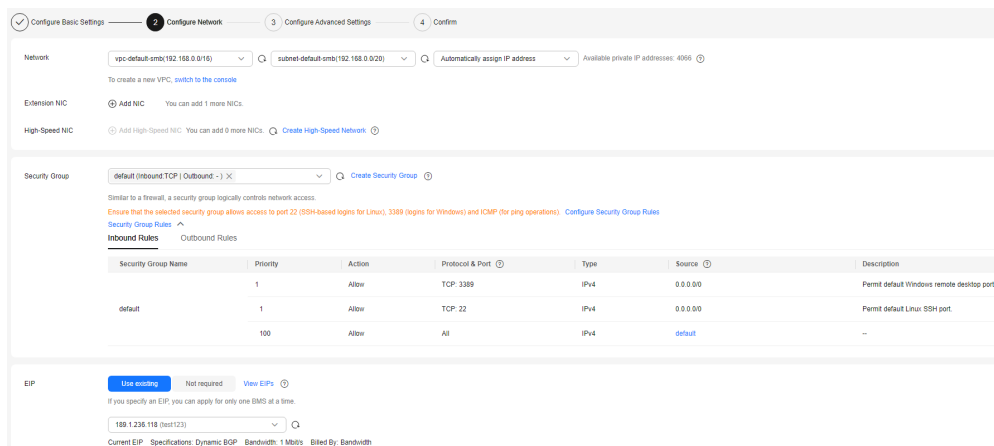 Configure Basic Settings 2 Configure Network 3 Configure Advanced Settings 4 Confirm
Network vpc-default-smb(192.168.0.0/16) subnet-default-smb(192.168.0.0/20) Automatically assign IP address Available private IP addresses: 4066 ?
To create a new VPC, switch to the console
Extension NIC Add NIC You can add 1 more NICs.
High-Speed NIC Add High-Speed NIC You can add 0 more NICs. Create High-Speed Network ?
Security Group default (Inbound:TCP | Outbound: - ) Create Security Group ?
Similar to a firewall, a security group logically controls network access.
Ensure that the selected security group allows access to port 22 (SSH-based logins for Linux), 3389 (logins for Windows) and ICMP (for ping operations). Configure Security Group Rules
Security Group Rules
Inbound Rules Outbound Rules
Security Group Name Priority Action Protocol & Port ? Type Source ? Description
1 Allow TCP: 3389 IPv4 0.0.0.0/0 Permit default Windows remote desktop port
default 1 Allow TCP: 22 IPv4 0.0.0.0/0 Permit default Linux SSH port.
100 Allow All IPv4 default --
EIP Use existing Not required View EIPs ?
If you specify an EIP, you can apply for only one BMS at a time.
189.1.236.118 (test123)
Current EIP Specifications: Dynamic BGP Bandwidth: 1 Mbit/s Billed By: Bandwidth